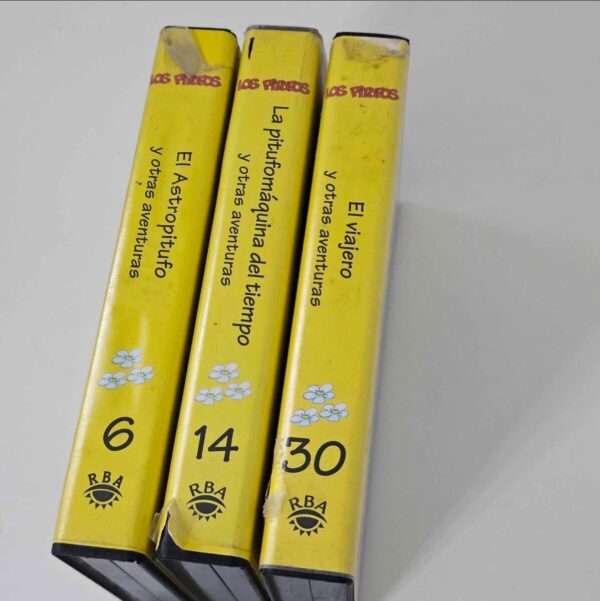 LOS PITUFOS
El Astropitufo
y otras aventuras
6
RBA
LOS PITUFOS
La pitufomáquina del tiempo
y otras aventuras
14
RBA
LOS PITUFOS
El viajero
y otras aventuras
30
RBA